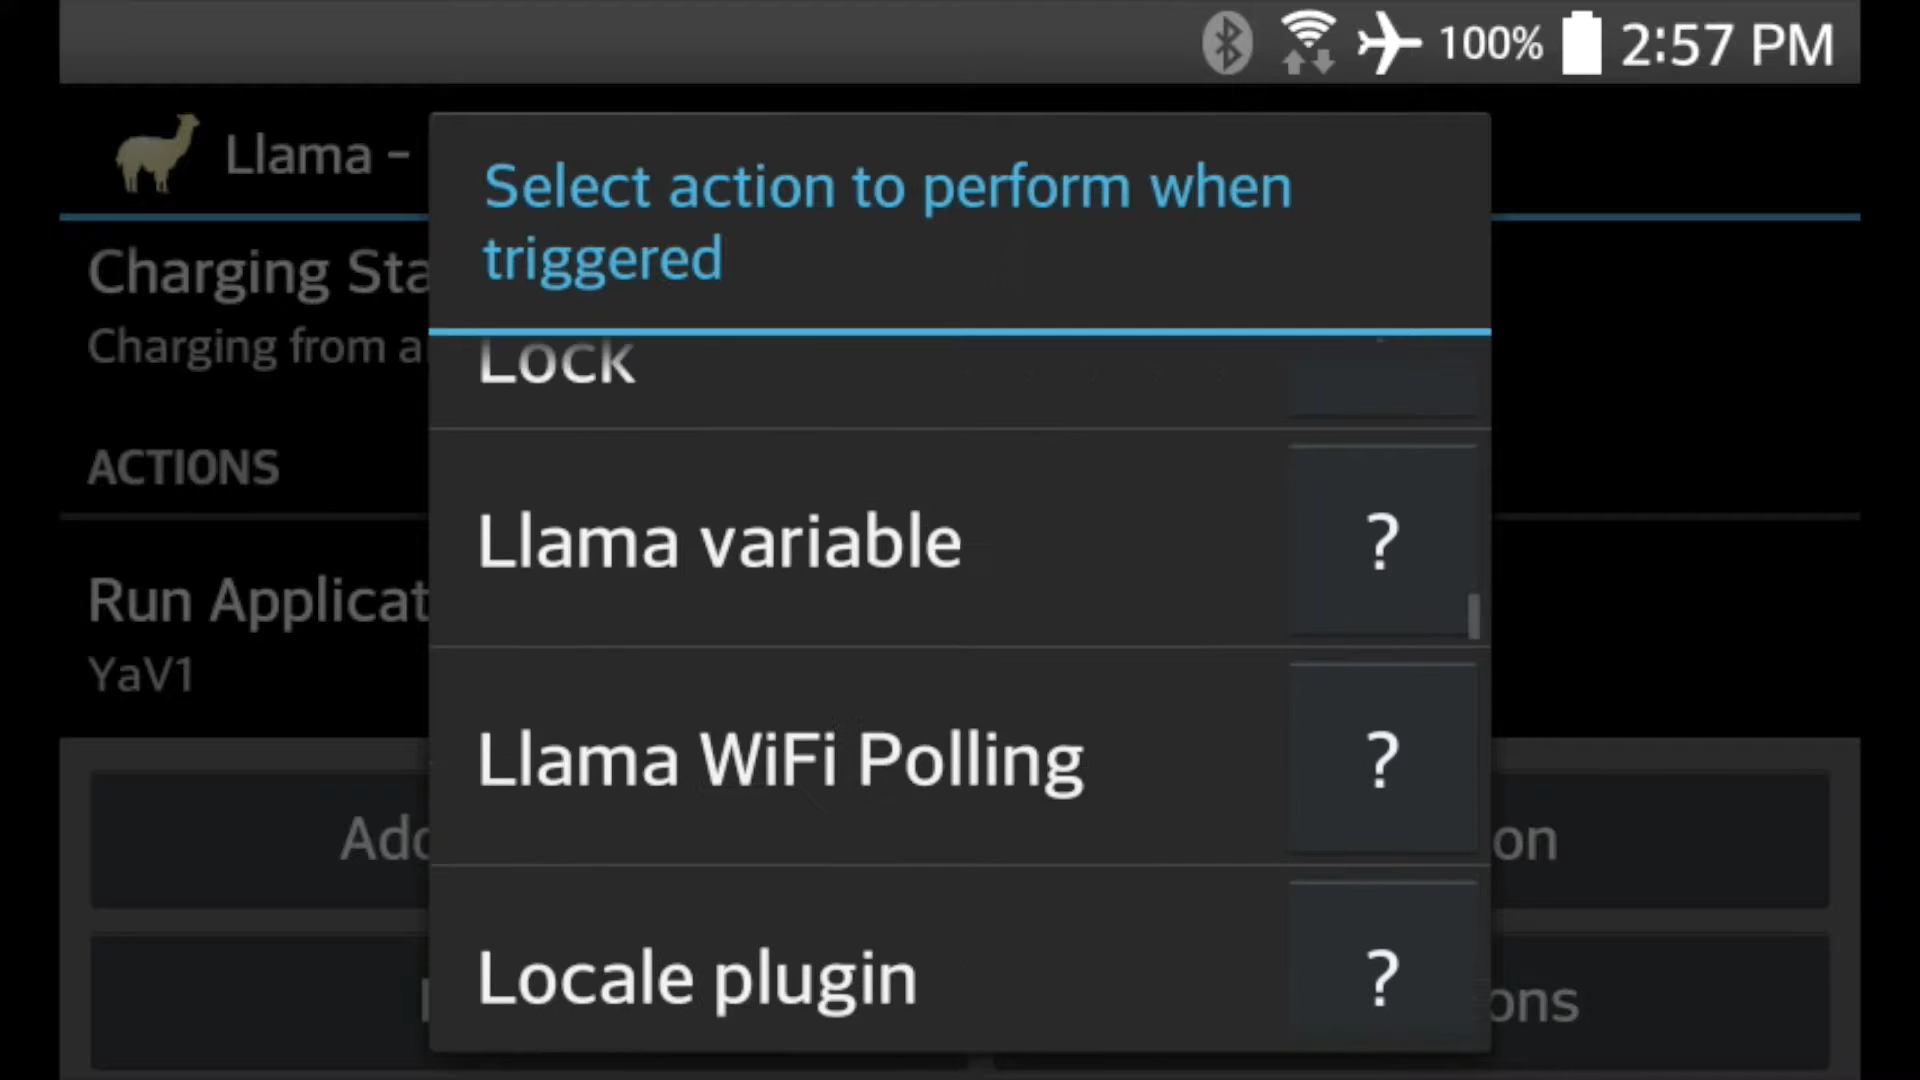 100% 2:57 PM
Llama –
Select action to perform when
triggered
Charging Sta
Charging from a
Lock
ACTIONS
Llama variable ?
Run Applicat
YaV1
Llama WiFi Polling ?
Add
on
Locale plugin ?
ons